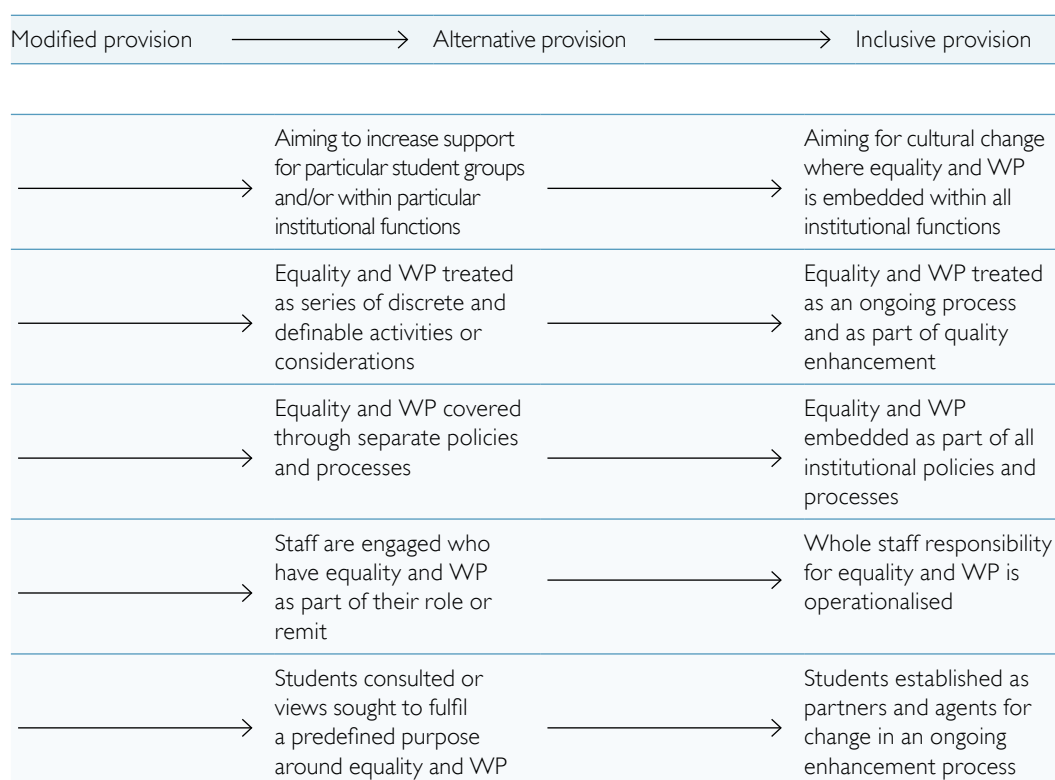 Modified provision Alternative provision Inclusive provision
Aiming to increase support
for particular student groups
and/or within particular
institutional functions
Aiming for cultural change
where equality and WP
is embedded within all
institutional functions
Equality and WP treated
as series of discrete and
definable activities or
considerations
Equality and WP treated
as an ongoing process
and as part of quality
enhancement
Equality and WP covered
through separate policies
and processes
Equality and WP
embedded as part of all
institutional policies and
processes
Staff are engaged who
have equality and WP
as part of their role or
remit
Whole staff responsibility
for equality and WP is
operationalised
Students consulted or
views sought to fulfil
a predefined purpose
around equality and WP
Students established as
partners and agents for
change in an ongoing
enhancement process